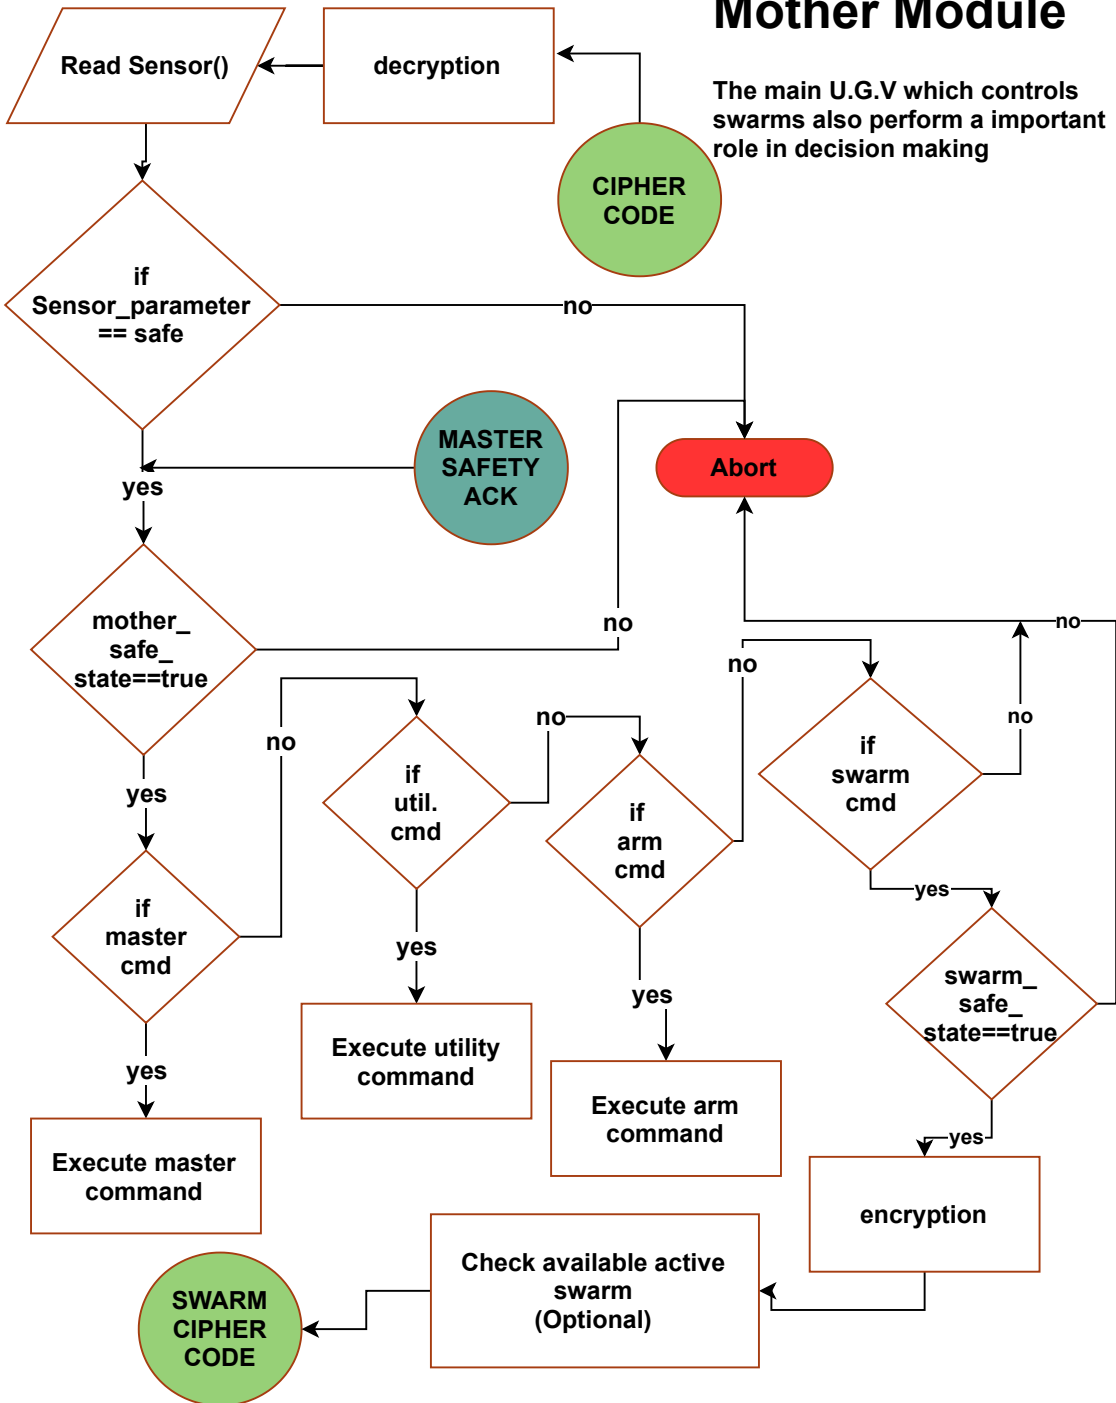 Mother Module
The main U.G.V which controls
swarms also perform a important
role in decision making
Read Sensor()
decryption
CIPHER
CODE
if
Sensor_parameter
== safe
no
MASTER
SAFETY
ACK
Abort
yes
mother_
safe_
state==true
no
no
no
no
no
no
yes
if
util.
cmd
if
arm
cmd
if
swarm
cmd
if
master
cmd
yes
yes
yes
yes
swarm_
safe_
state==true
Execute utility
command
Execute arm
command
Execute master
command
yes
encryption
Check available active
swarm
(Optional)
SWARM
CIPHER
CODE